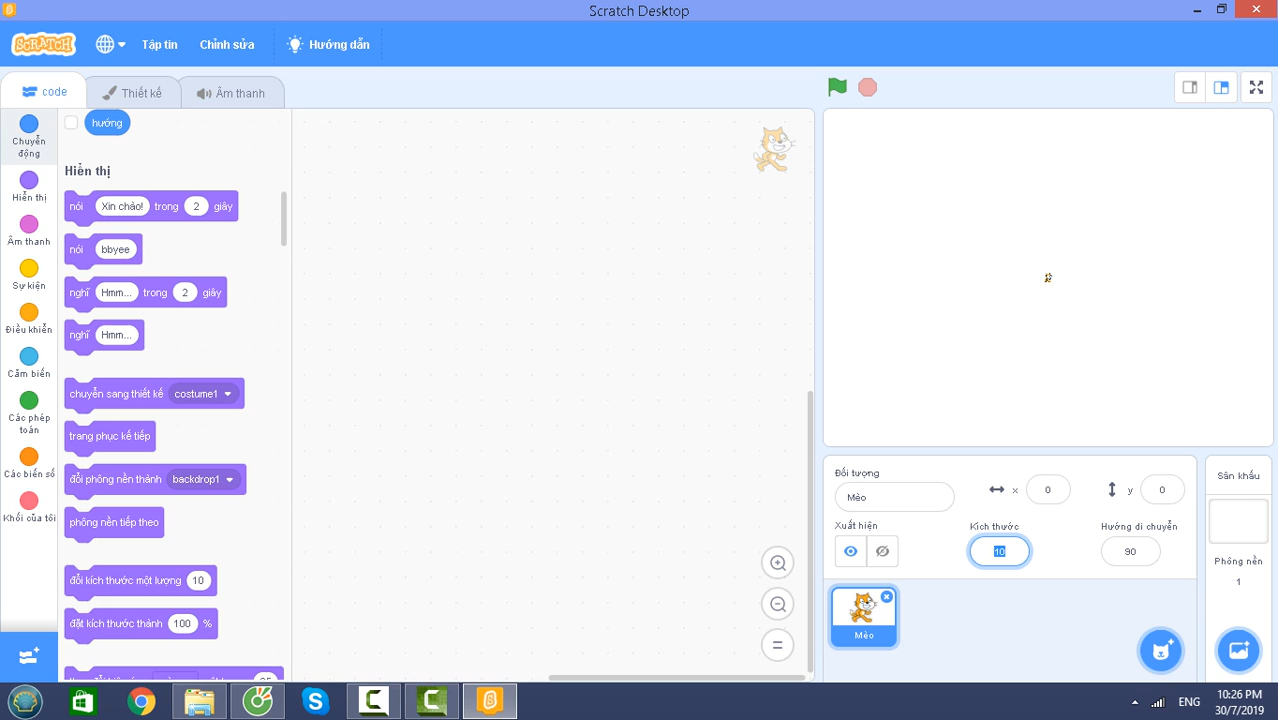 Scratch Desktop
SCRATCH
Tập tin
Chỉnh sửa
Hướng dẫn
code
Thiết kế
Âm thanh
Chuyển động
Hiển thị
Âm thanh
Sự kiện
Điều khiển
Cảm biến
Các phép toán
Các biến số
Khối của tôi
hướng
Hiển thị
nói Xin chào! trong 2 giây
nói bbyee
nghĩ Hmm... trong 2 giây
nghĩ Hmm...
chuyển sang thiết kế costume1
trang phục kế tiếp
đổi phông nền thành backdrop1
phông nền tiếp theo
đổi kích thước một lượng 10
đặt kích thước thành 100 %
Đối tượng
Mèo
x 0
y 0
Xuất hiện
Kích thước
10
Hướng di chuyển
90
Mèo
Sân khấu
Phông nền
1
ENG
10:26 PM
30/7/2019